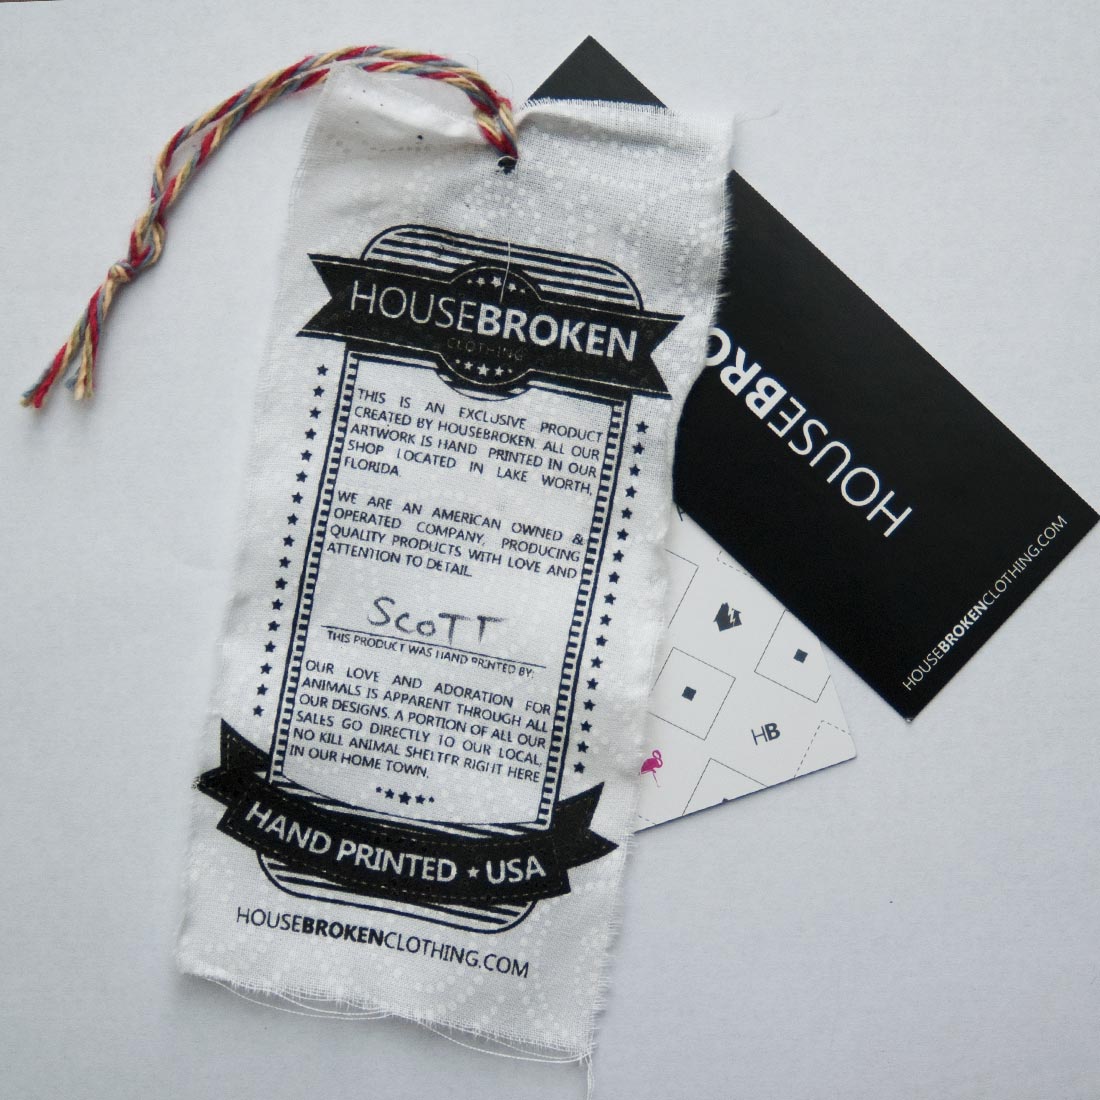 HOUSEBROKEN
CLOTHING
THIS IS AN EXCLUSIVE PRODUCT
CREATED BY HOUSEBROKEN. ALL OUR
ARTWORK IS HAND PRINTED IN OUR
SHOP LOCATED IN LAKE WORTH,
FLORIDA.
WE ARE AN AMERICAN OWNED &
OPERATED COMPANY, PRODUCING
QUALITY PRODUCTS WITH LOVE AND
ATTENTION TO DETAIL.
SCOTT
THIS PRODUCT WAS HAND PRINTED BY:
OUR LOVE AND ADORATION FOR
ANIMALS IS APPARENT THROUGH ALL
OUR DESIGNS. A PORTION OF ALL OUR
SALES GO DIRECTLY TO OUR LOCAL,
NO KILL ANIMAL SHELTER RIGHT HERE
IN OUR HOME TOWN.
HAND PRINTED ★ USA
HOUSEBROKENCLOTHING.COM
HOUSEBRO
HOUSEBROKENCLOTHING.COM
HB